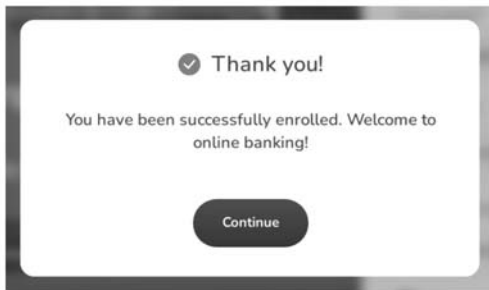 Thank you!
You have been successfully enrolled. Welcome to
online banking!
Continue